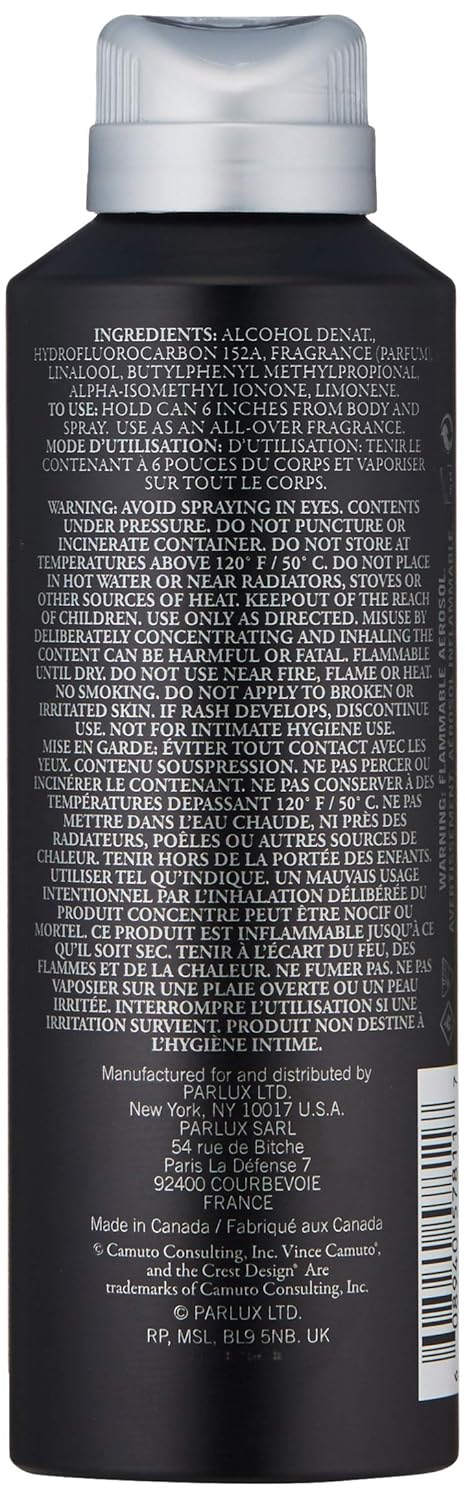 INGREDIENTS: ALCOHOL DENAT.,
HYDROFLUOROCARBON 152A, FRAGRANCE (PARFUM),
LINALOOL, BUTYLPHENYL METHYLPROPIONAL,
ALPHA-ISOMETHYL IONONE, LIMONENE.
TO USE: HOLD CAN 6 INCHES FROM BODY AND
SPRAY. USE AS AN ALL-OVER FRAGRANCE.
MODE D'UTILISATION: D'UTILISATION: TENIR LE
CONTENANT À 6 POUCES DU CORPS ET VAPORISER
SUR TOUT LE CORPS.
WARNING: AVOID SPRAYING IN EYES. CONTENTS
UNDER PRESSURE. DO NOT PUNCTURE OR
INCINERATE CONTAINER. DO NOT STORE AT
TEMPERATURES ABOVE 120° F / 50° C. DO NOT PLACE
IN HOT WATER OR NEAR RADIATORS, STOVES OR
OTHER SOURCES OF HEAT. KEEPOUT OF THE REACH
OF CHILDREN. USE ONLY AS DIRECTED. MISUSE BY
DELIBERATELY CONCENTRATING AND INHALING THE
CONTENT CAN BE HARMFUL OR FATAL. FLAMMABLE
UNTIL DRY. DO NOT USE NEAR FIRE, FLAME OR HEAT.
NO SMOKING. DO NOT APPLY TO BROKEN OR
IRRITATED SKIN. IF RASH DEVELOPS, DISCONTINUE
USE. NOT FOR INTIMATE HYGIENE USE.
MISE EN GARDE: ÉVITER TOUT CONTACT AVEC LES
YEUX. CONTENU SOUSPRESSION. NE PAS PERCER OU
INCINÉRER LE CONTENANT. NE PAS CONSERVER À DES
TEMPÉRATURES DEPASSANT 120° F / 50° C. NE PAS
METTRE DANS L'EAU CHAUDE, NI PRÈS DES
RADIATEURS, POÊLES OU AUTRES SOURCES DE
CHALEUR. TENIR HORS DE LA PORTÉE DES ENFANTS.
UTILISER TEL QU'INDIQUE. UN MAUVAIS USAGE
INTENTIONNEL PAR L'INHALATION DÉLIBÉRÉE DU
PRODUIT CONCENTRE PEUT ÊTRE NOCIF OU
MORTEL. CE PRODUIT EST INFLAMMABLE JUSQU'À CE
QU'IL SOIT SEC. TENIR À L'ÉCART DU FEU, DES
FLAMMES ET DE LA CHALEUR. NE FUMER PAS. NE PAS
VAPOSIER SUR UNE PLAIE OVERTE OU UN PEAU
IRRITÉE. INTERROMPRE L'UTILISATION SI UNE
IRRITATION SURVIENT. PRODUIT NON DESTINE À
L'HYGIÈNE INTIME.
Manufactured for and distributed by
PARLUX LTD.
New York, NY 10017 U.S.A.
PARLUX SARL
54 rue de Bitche
Paris La Défense 7
92400 COURBEVOIE
FRANCE
Made in Canada / Fabriqué aux Canada
© Camuto Consulting, Inc. Vince Camuto®,
and the Crest Design® Are
trademarks of Camuto Consulting, Inc.
© PARLUX LTD.
RP, MSL, BL9 5NB. UK
WARNING: FLAMMABLE AEROSOL.
AVERTISSEMENT: AÉROSOL INFLAMMABLE